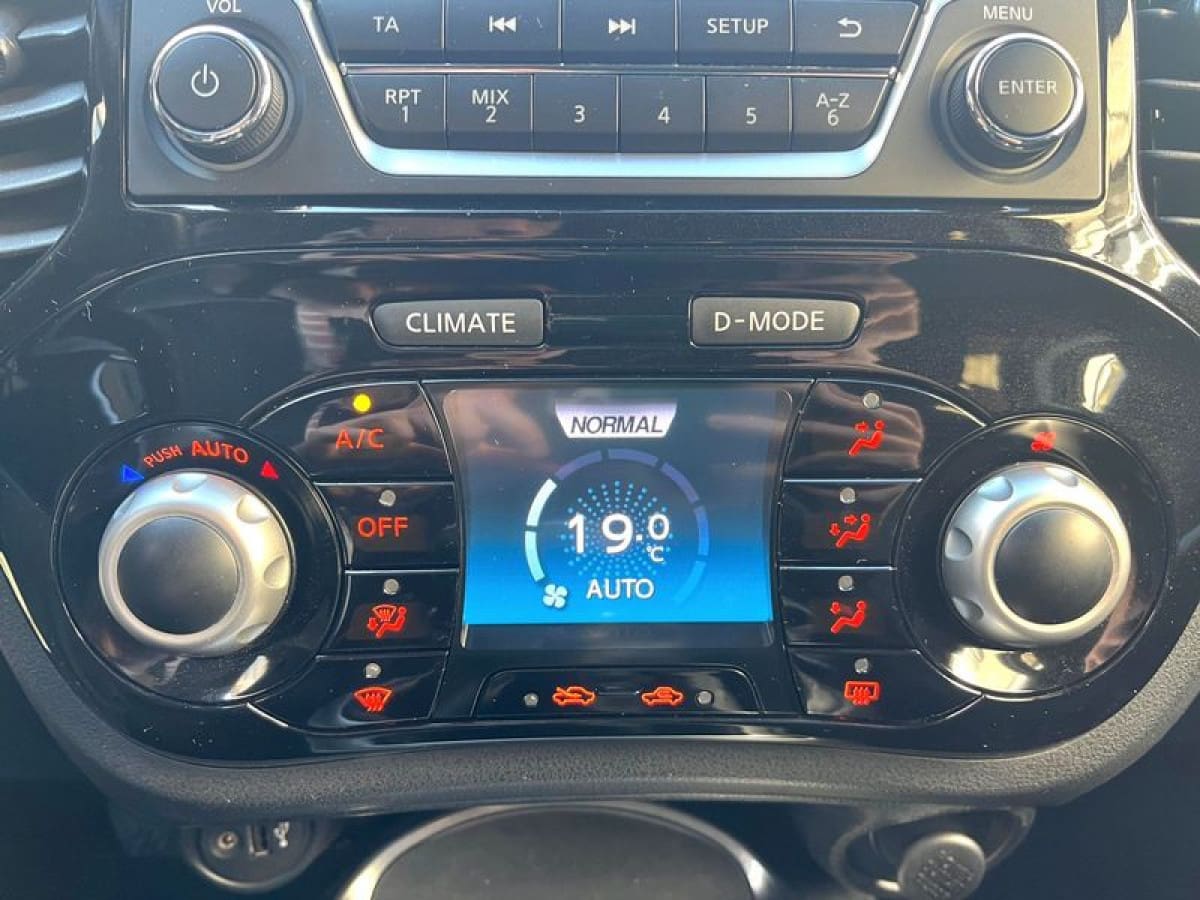 VOL
TA
SETUP
MENU
RPT
1
MIX
2
3
4
5
A-Z
6
ENTER
CLIMATE
D-MODE
PUSH AUTO
A/C
OFF
NORMAL
19.0
°C
AUTO